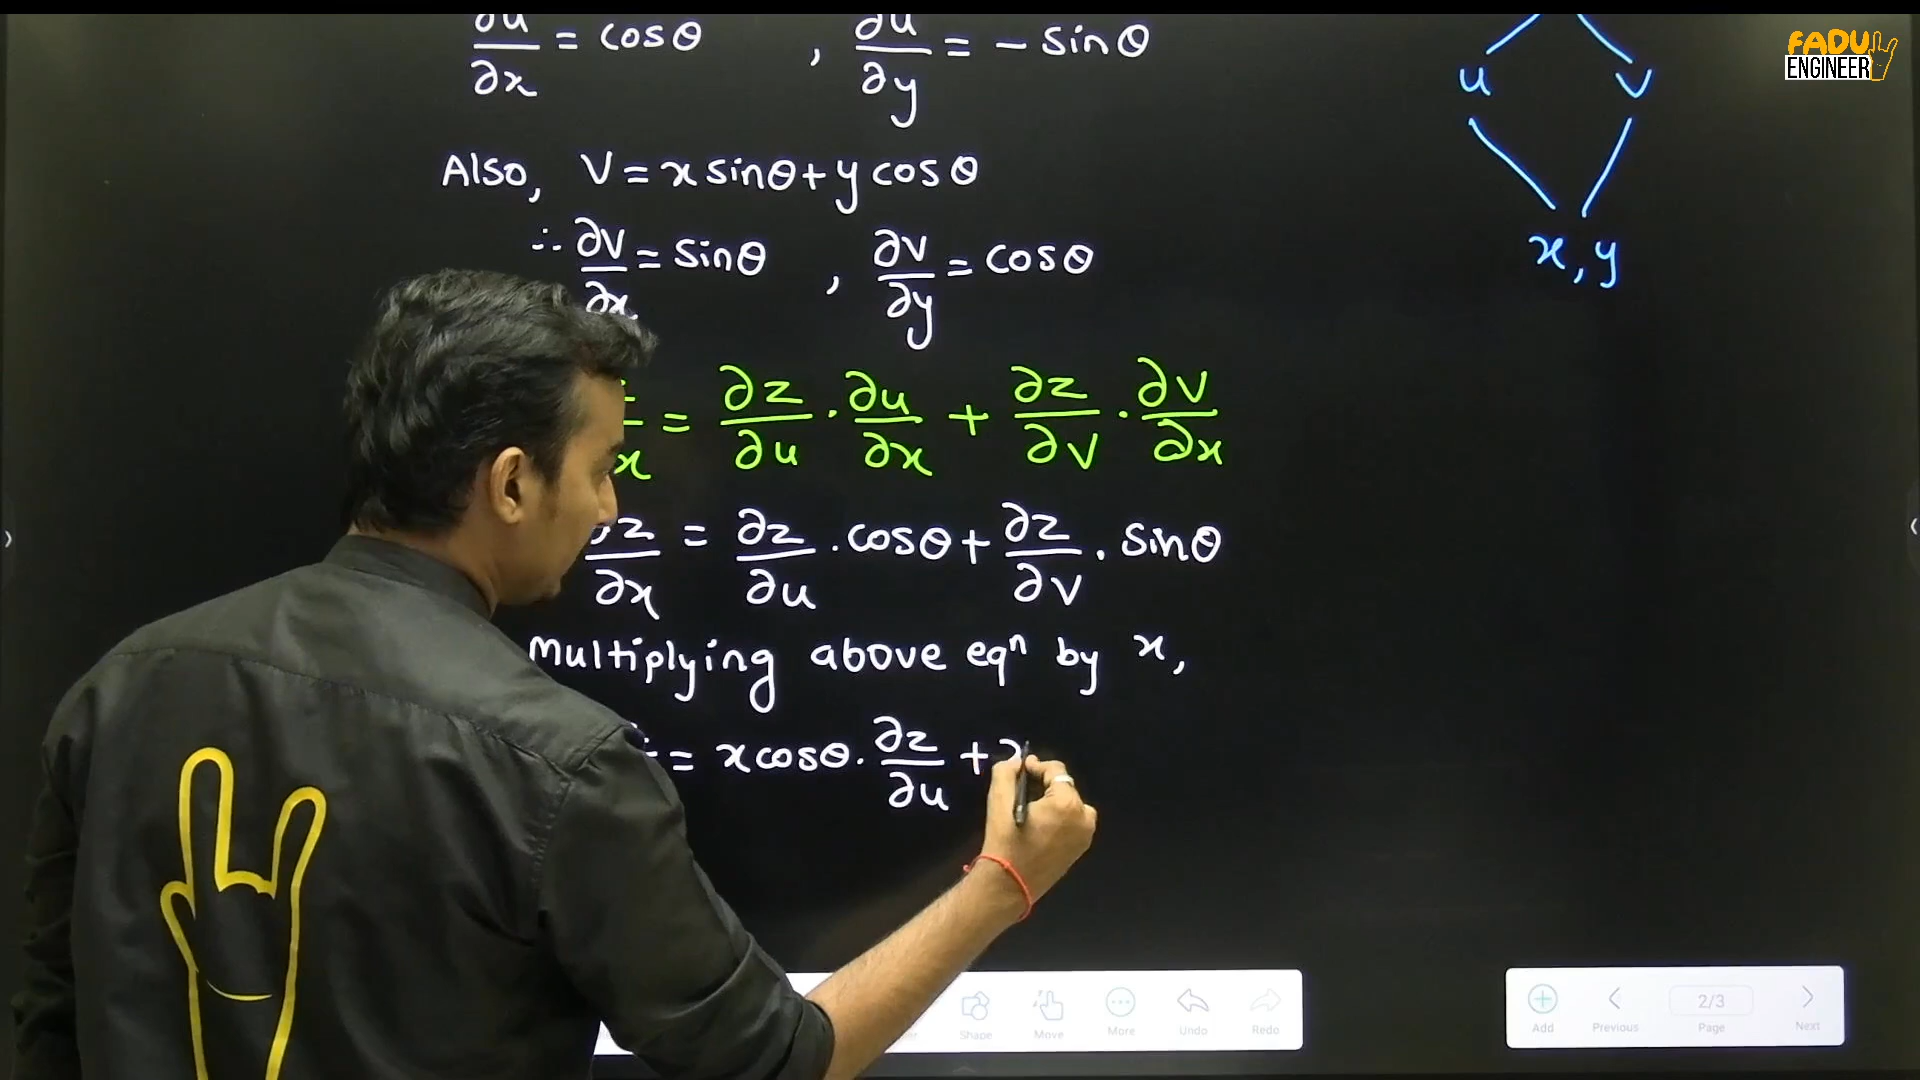 ∂u/∂x = cosθ , ∂u/∂y = - sinθ
Also, V = x sinθ + y cosθ
∴ ∂v/∂x = sinθ , ∂v/∂y = cosθ
= ∂z/∂u · ∂u/∂x + ∂z/∂v · ∂v/∂x
∂z/∂x = ∂z/∂u · cosθ + ∂z/∂v · sinθ
Multiplying above eqⁿ by x,
= x cosθ · ∂z/∂u +
u v
x, y
FADU
ENGINEER
Shape Move More Undo Redo
Add Previous 2/3 Page Next